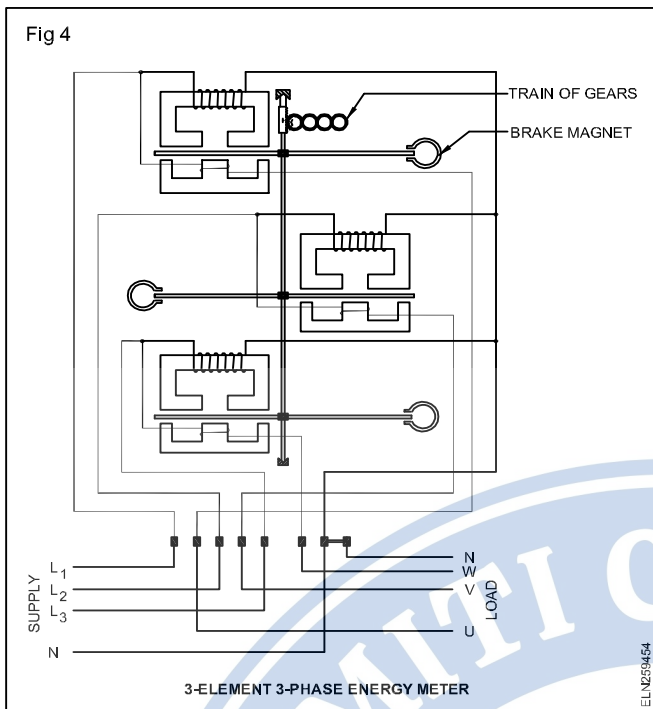 Fig 4
TRAIN OF GEARS
BRAKE MAGNET
SUPPLY
L1
L2
L3
N
N
W
V
U
LOAD
3-ELEMENT 3-PHASE ENERGY METER
ELN259454
MITI